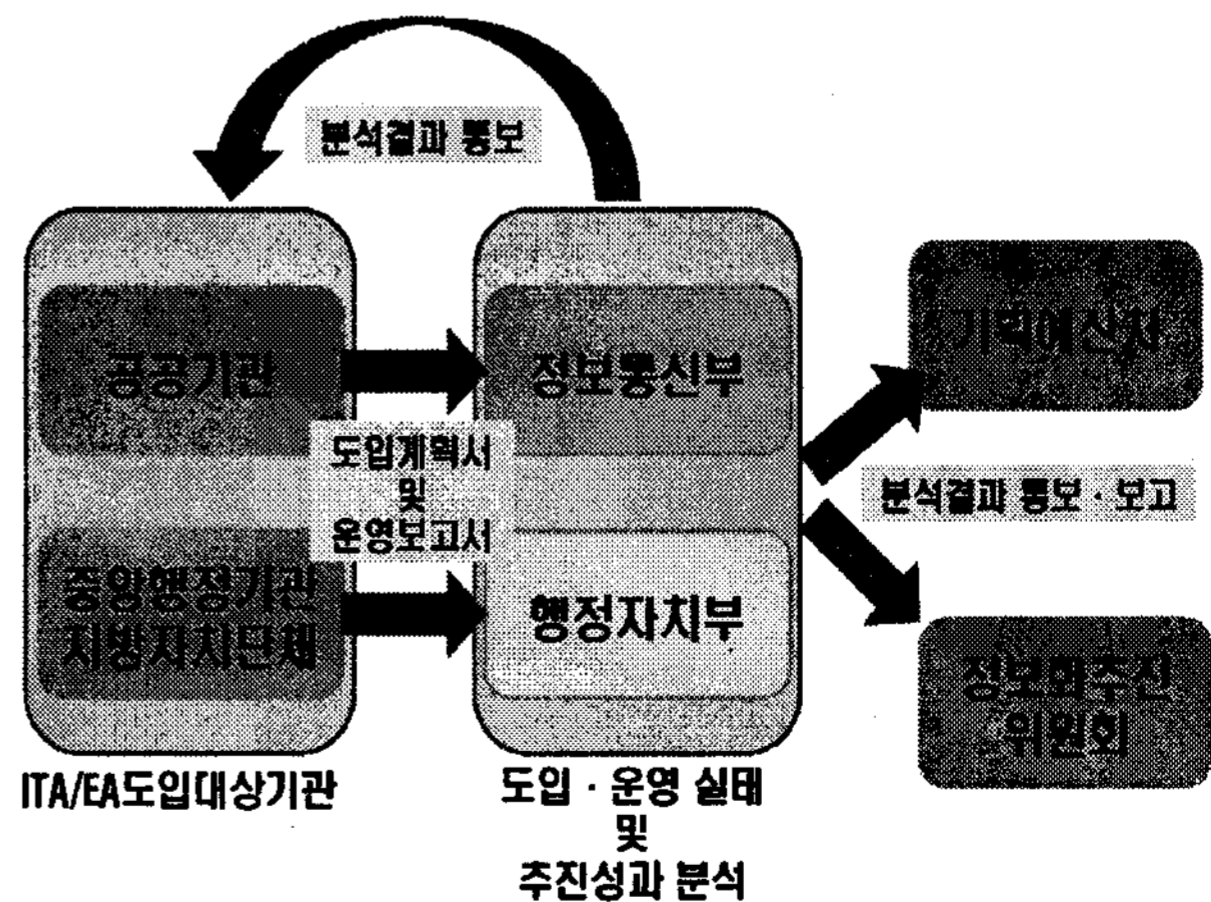 분석결과 통보
공공기관
정보통신부
기획예산처
도입계획서
및
운영보고서
분석결과 통보 · 보고
중앙행정기관
지방자치단체
행정자치부
정보화추진
위원회
ITA/EA도입대상기관
도입 · 운영 실태
및
추진성과 분석